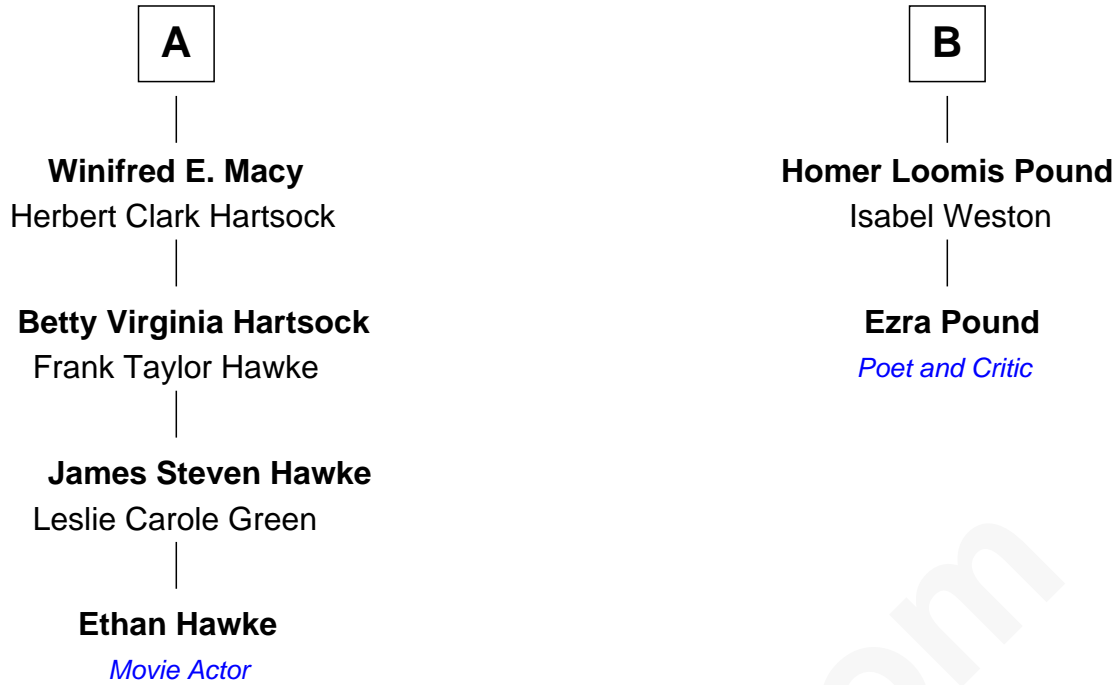 A
Winifred E. Macy
Herbert Clark Hartsock
Betty Virginia Hartsock
Frank Taylor Hawke
James Steven Hawke
Leslie Carole Green
Ethan Hawke
Movie Actor
B
Homer Loomis Pound
Isabel Weston
Ezra Pound
Poet and Critic
om